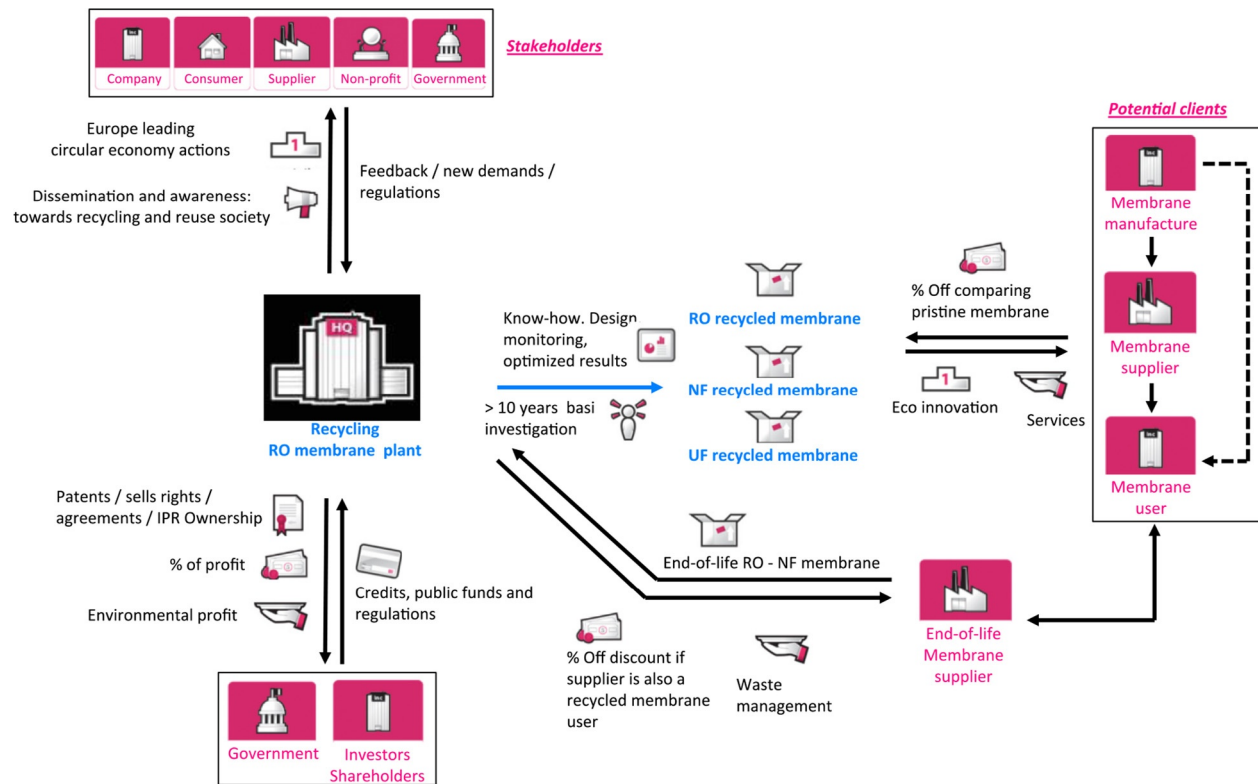 Stakeholders
Company
Consumer
Supplier
Non-profit
Government
Europe leading
circular economy actions
1
Dissemination and awareness:
towards recycling and reuse society
Feedback / new demands /
regulations
HQ
Recycling
RO membrane plant
Know-how. Design
monitoring,
optimized results
> 10 years basi
investigation
RO recycled membrane
NF recycled membrane
UF recycled membrane
% Off comparing
pristine membrane
1
Eco innovation
Services
Potential clients
Membrane
manufacture
Membrane
supplier
Membrane
user
Patents / sells rights /
agreements / IPR Ownership
% of profit
Environmental profit
Credits, public funds and
regulations
Government
Investors
Shareholders
End-of-life RO - NF membrane
% Off discount if
supplier is also a
recycled membrane
user
Waste
management
End-of-life
Membrane
supplier